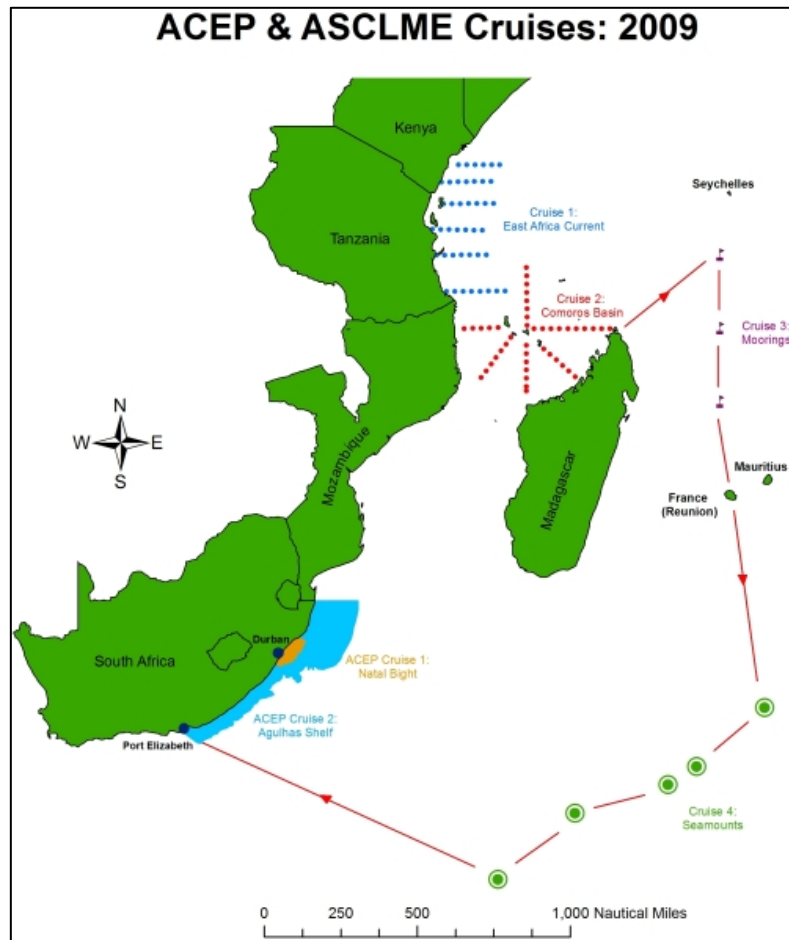 ACEP & ASCLME Cruises: 2009
Kenya
Seychelles
Cruise 1:
East Africa Current
Tanzania
Cruise 2:
Comoros Basin
Cruise 3:
Moorings
N
W E
S
Mozambique
Madagascar
Mauritius
France
(Reunion)
Durban
South Africa
ACEP Cruise 1:
Natal Bight
ACEP Cruise 2:
Agulhas Shelf
Port Elizabeth
Cruise 4:
Seamounts
0 250 500 1,000 Nautical Miles